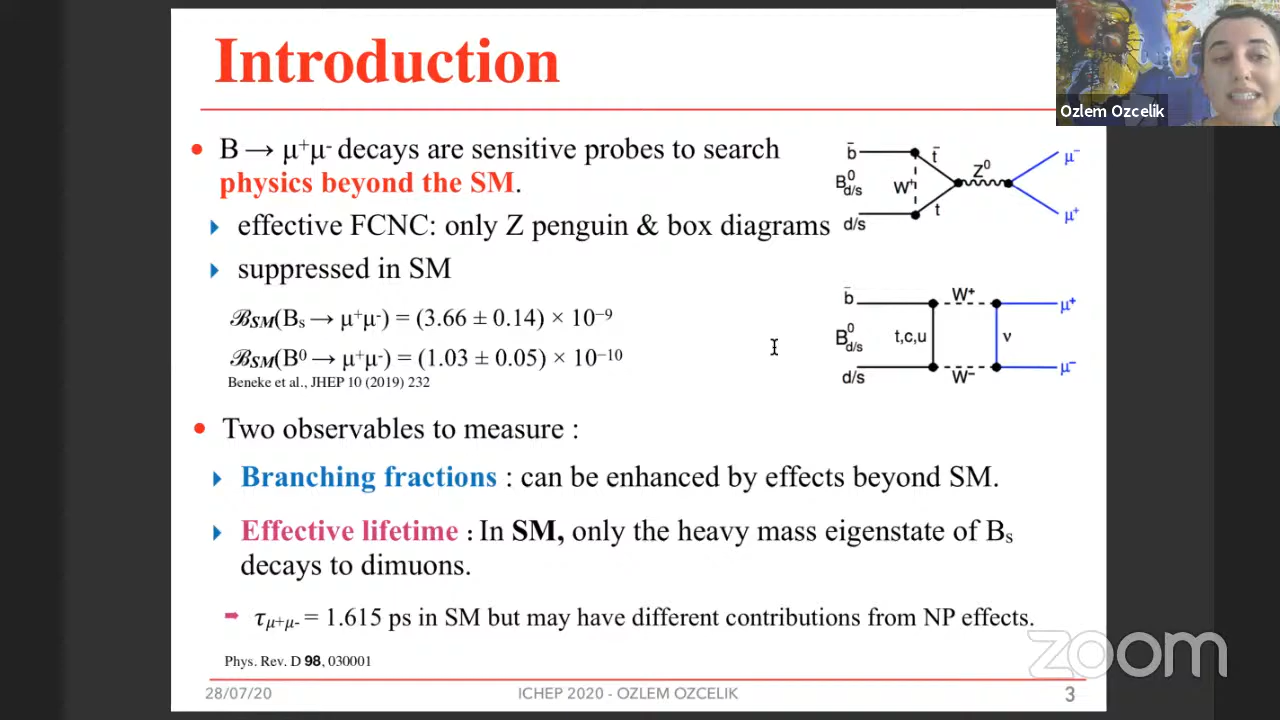 Introduction
Ozlem Ozcelik
B → μ⁺μ⁻ decays are sensitive probes to search
physics beyond the SM.
effective FCNC: only Z penguin & box diagrams
suppressed in SM
ℬSM(Bs → μ⁺μ⁻) = (3.66 ± 0.14) × 10⁻⁹
ℬSM(B⁰ → μ⁺μ⁻) = (1.03 ± 0.05) × 10⁻¹⁰
Beneke et al., JHEP 10 (2019) 232
b̄
t̄
B⁰d/s
W⁺
Z⁰
t
d/s
μ⁻
μ⁺
b̄
W⁺
μ⁺
B⁰d/s
t,c,u
ν
d/s
W⁻
μ⁻
Two observables to measure :
Branching fractions : can be enhanced by effects beyond SM.
Effective lifetime : In SM, only the heavy mass eigenstate of Bs
decays to dimuons.
τμ+μ- = 1.615 ps in SM but may have different contributions from NP effects.
zoom
Phys. Rev. D 98, 030001
28/07/20 ICHEP 2020 - OZLEM OZCELIK 3